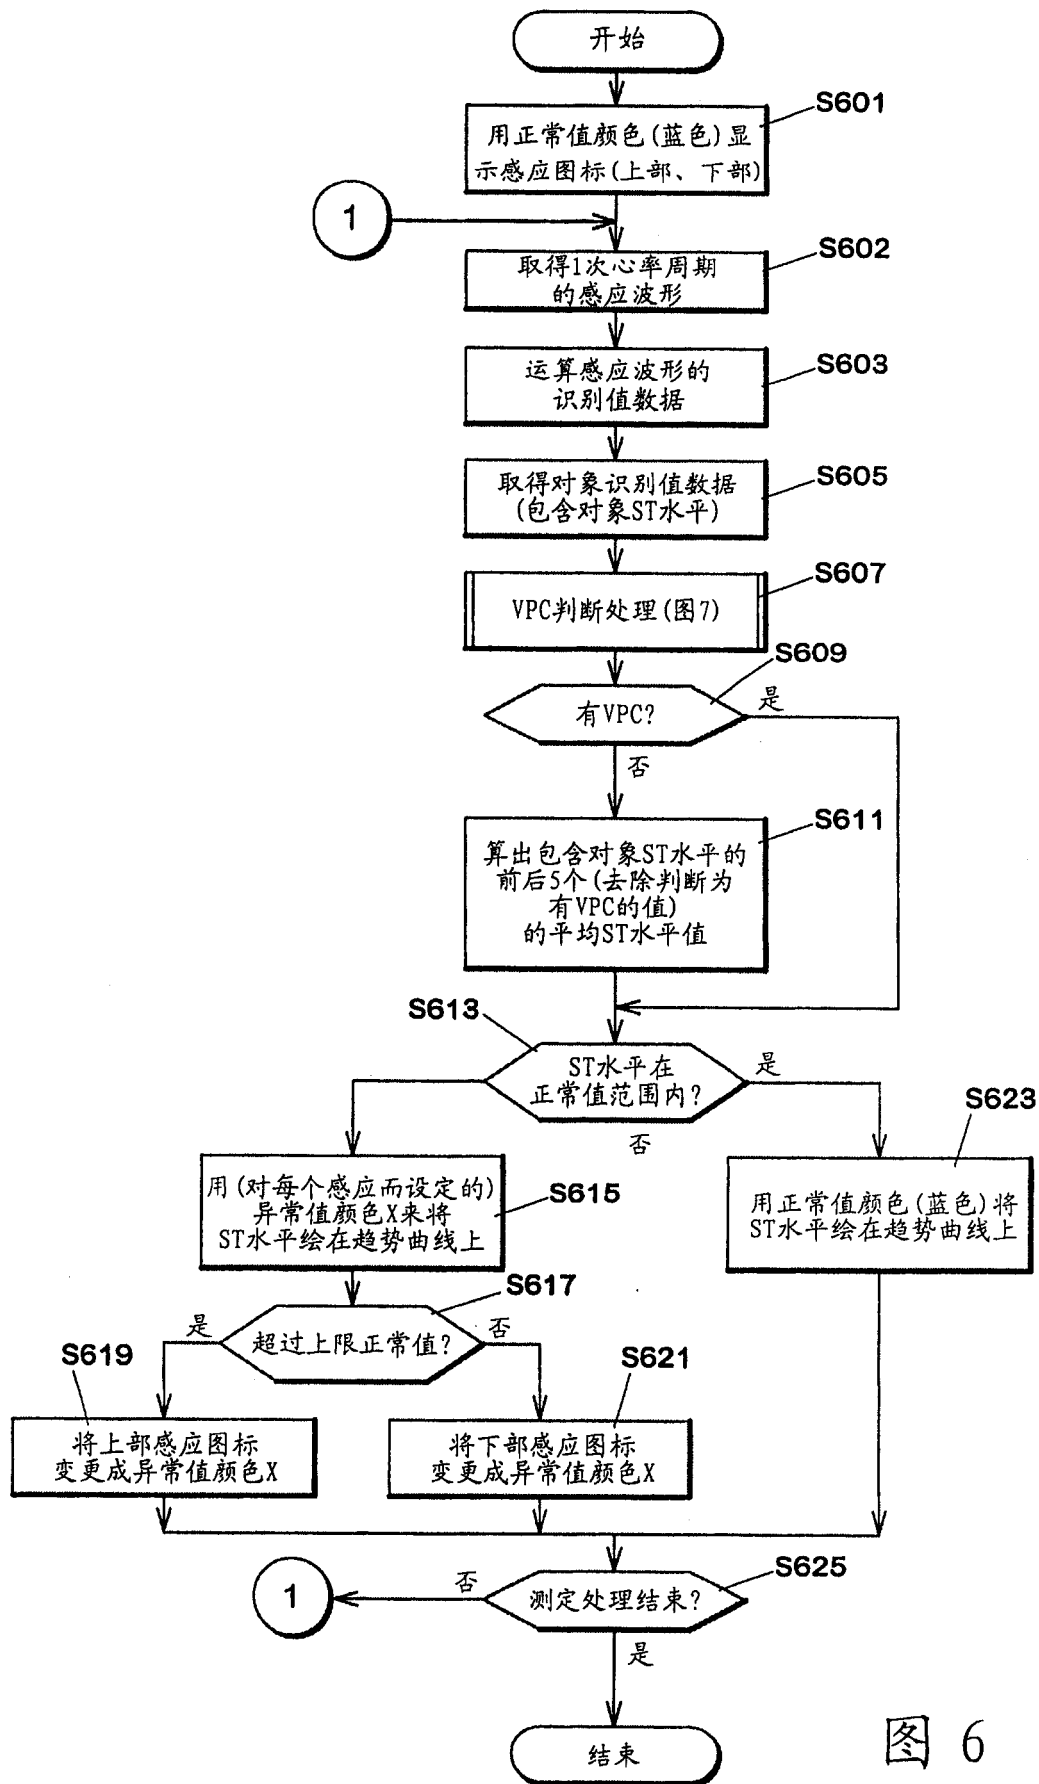 开始
S601
用正常值颜色(蓝色)显
示感应图标(上部、下部)
1
S602
取得1次心率周期
的感应波形
S603
运算感应波形的
识别值数据
S605
取得对象识别值数据
(包含对象ST水平)
S607
VPC判断处理(图7)
S609
有VPC?
是
否
S611
算出包含对象ST水平的
前后5个(去除判断为
有VPC的值)
的平均ST水平值
S613
ST水平在
正常值范围内?
是
否
S623
用正常值颜色(蓝色)将
ST水平绘在趋势曲线上
S615
用(对每个感应而设定的)
异常值颜色X来将
ST水平绘在趋势曲线上
S617
超过上限正常值?
是
否
S619
将上部感应图标
变更成异常值颜色X
S621
将下部感应图标
变更成异常值颜色X
S625
测定处理结束?
否
1
是
结束
图 6